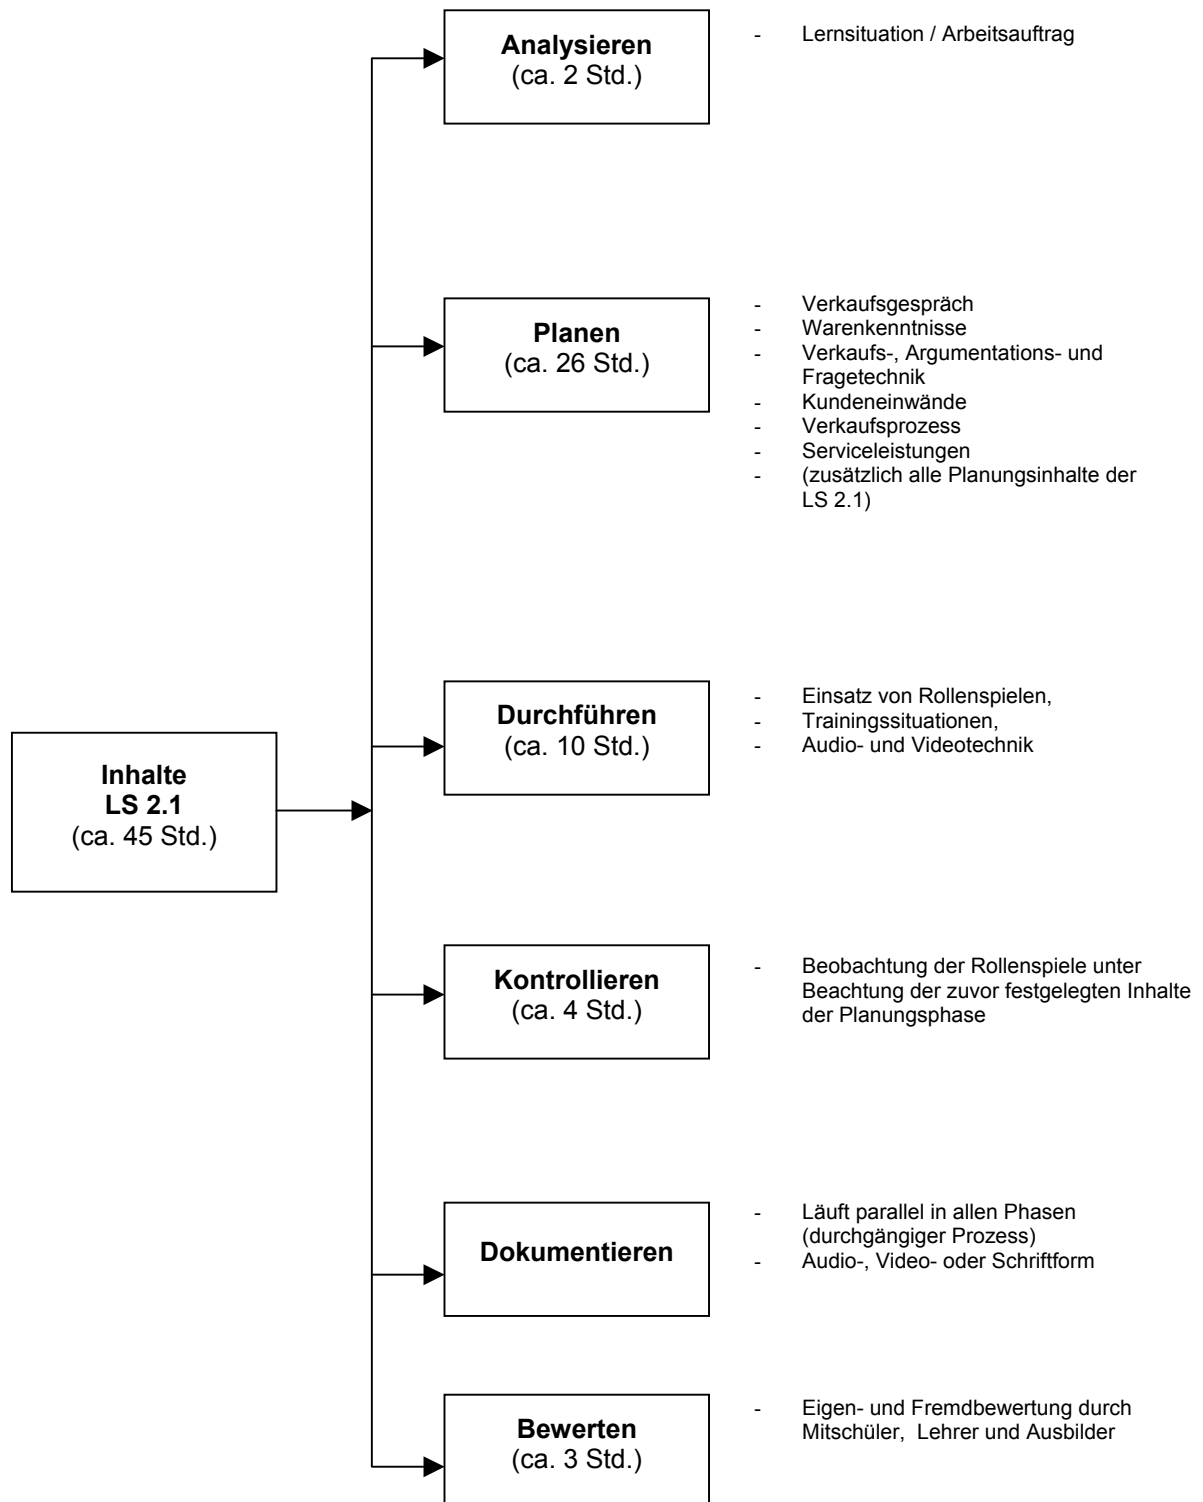 Analysieren
(ca. 2 Std.)
- Lernsituation / Arbeitsauftrag
Planen
(ca. 26 Std.)
- Verkaufsgespräch
- Warenkenntnisse
- Verkaufs-, Argumentations- und
Fragetechnik
- Kundeneinwände
- Verkaufsprozess
- Serviceleistungen
- (zusätzlich alle Planungsinhalte der
LS 2.1)
Durchführen
(ca. 10 Std.)
- Einsatz von Rollenspielen,
- Trainingssituationen,
- Audio- und Videotechnik
Inhalte
LS 2.1
(ca. 45 Std.)
Kontrollieren
(ca. 4 Std.)
- Beobachtung der Rollenspiele unter
Beachtung der zuvor festgelegten Inhalte
der Planungsphase
Dokumentieren
- Läuft parallel in allen Phasen
(durchgängiger Prozess)
- Audio-, Video- oder Schriftform
Bewerten
(ca. 3 Std.)
- Eigen- und Fremdbewertung durch
Mitschüler, Lehrer und Ausbilder